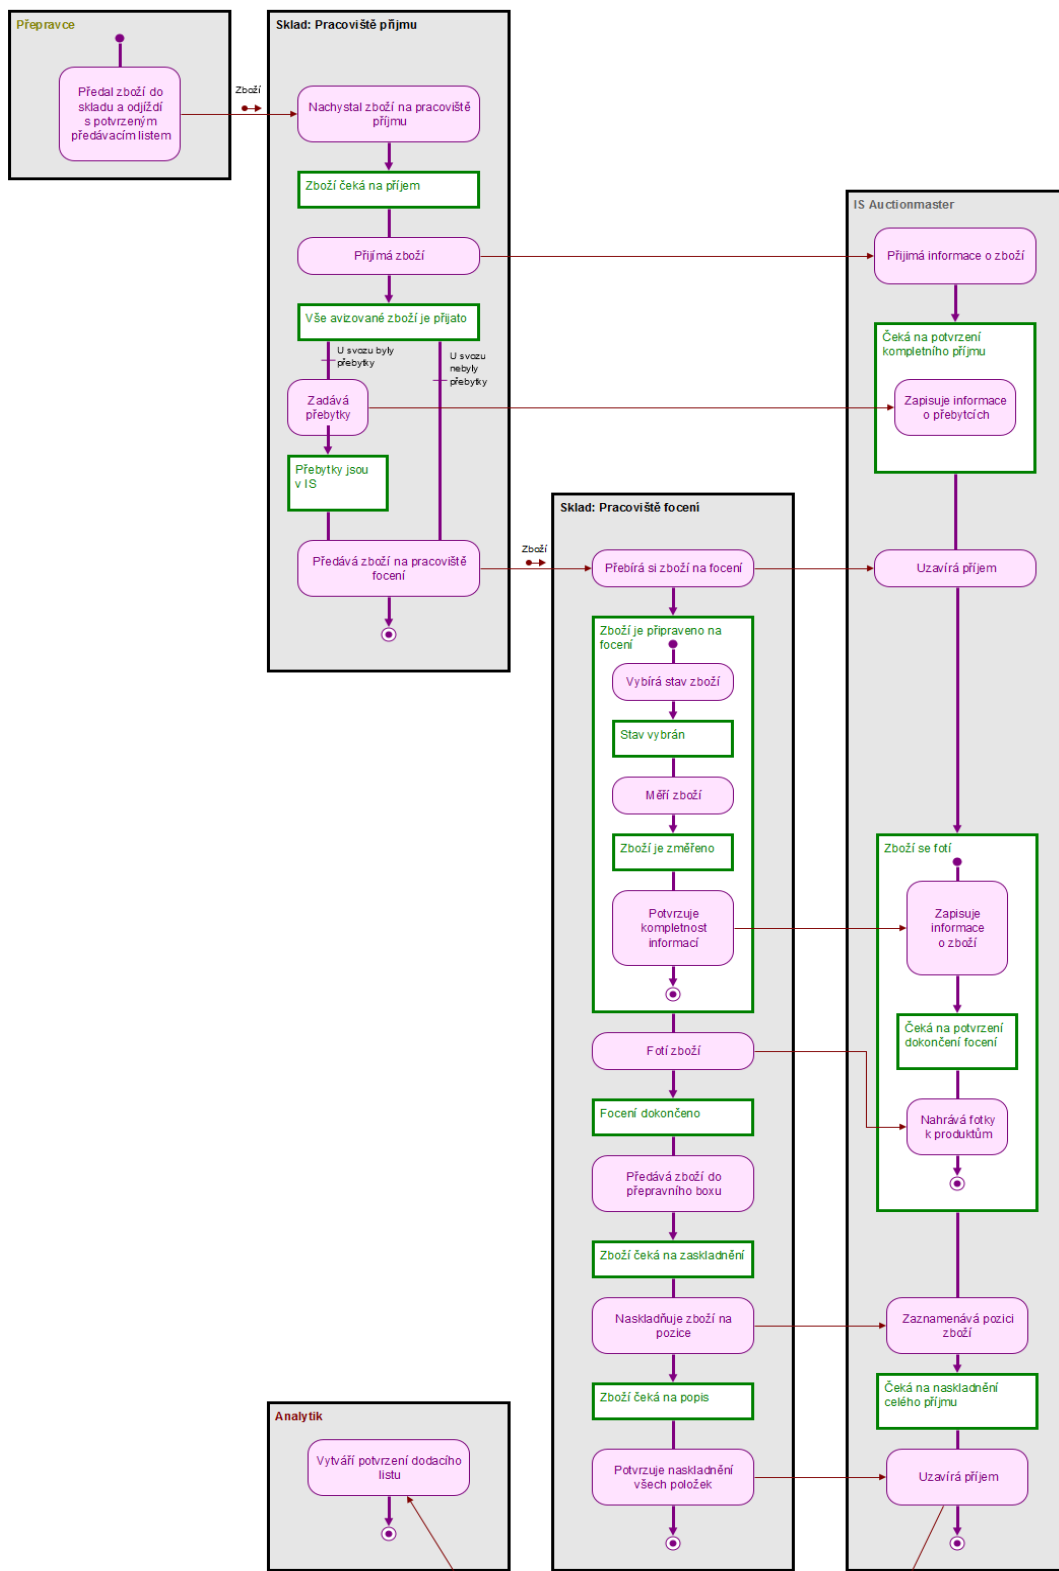 Přepravce
Předal zboží do
skladu a odjíždí
s potvrzeným
předávacím listem
Zboží
Sklad: Pracoviště příjmu
Nachystal zboží na pracoviště
příjmu
Zboží čeká na příjem
Přijímá zboží
Vše avizované zboží je přijato
U svozu byly
přebytky
U svozu
nebyly
přebytky
Zadává
přebytky
Přebytky jsou
v IS
Předává zboží na pracoviště
focení
Zboží
IS Auctionmaster
Přijimá informace o zboží
Čeká na potvrzení
kompletního příjmu
Zapisuje informace
o přebytcích
Uzavírá příjem
Zboží se fotí
Zapisuje
informace
o zboží
Čeká na potvrzení
dokončení focení
Nahrává fotky
k produktům
Zaznamenává pozici
zboží
Čeká na naskladnění
celého příjmu
Uzavírá příjem
Sklad: Pracoviště focení
Přebírá si zboží na focení
Zboží je připraveno na
focení
Vybírá stav zboží
Stav vybrán
Měří zboží
Zboží je změřeno
Potvrzuje
kompletnost
informací
Fotí zboží
Focení dokončeno
Předává zboží do
přepravního boxu
Zboží čeká na zaskladnění
Naskladňuje zboží na
pozice
Zboží čeká na popis
Potvrzuje naskladnění
všech položek
Analytik
Vytváří potvrzení dodacího
listu